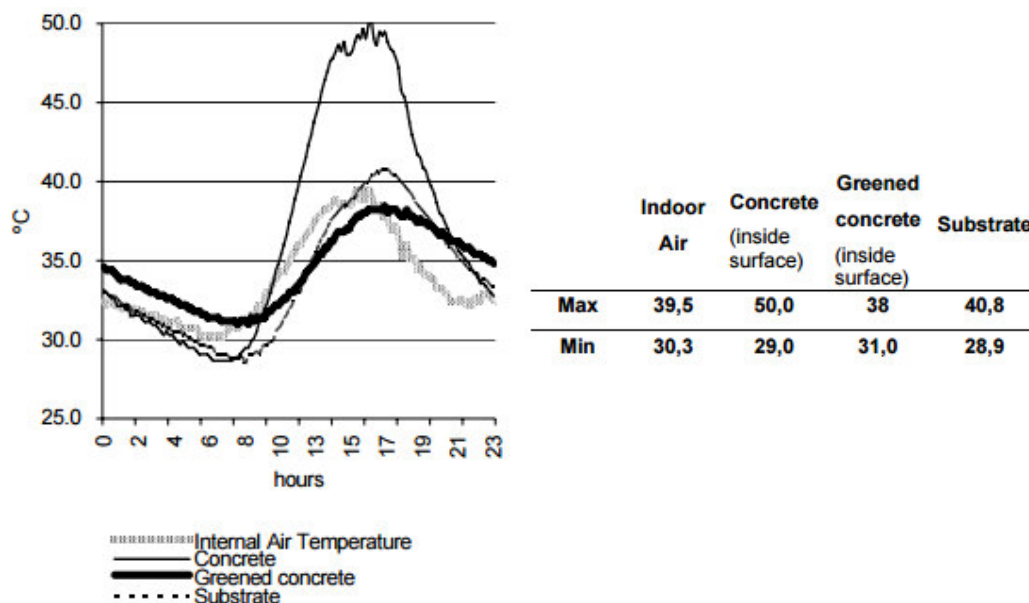 50.0
45.0
40.0
35.0
30.0
25.0
ºC
0 2 4 6 8 10 13 15 17 19 21 23
hours
Internal Air Temperature
Concrete
Greened concrete
Substrate
Indoor Air
Concrete (inside surface)
Greened concrete (inside surface)
Substrate
Max 39,5 50,0 38 40,8
Min 30,3 29,0 31,0 28,9